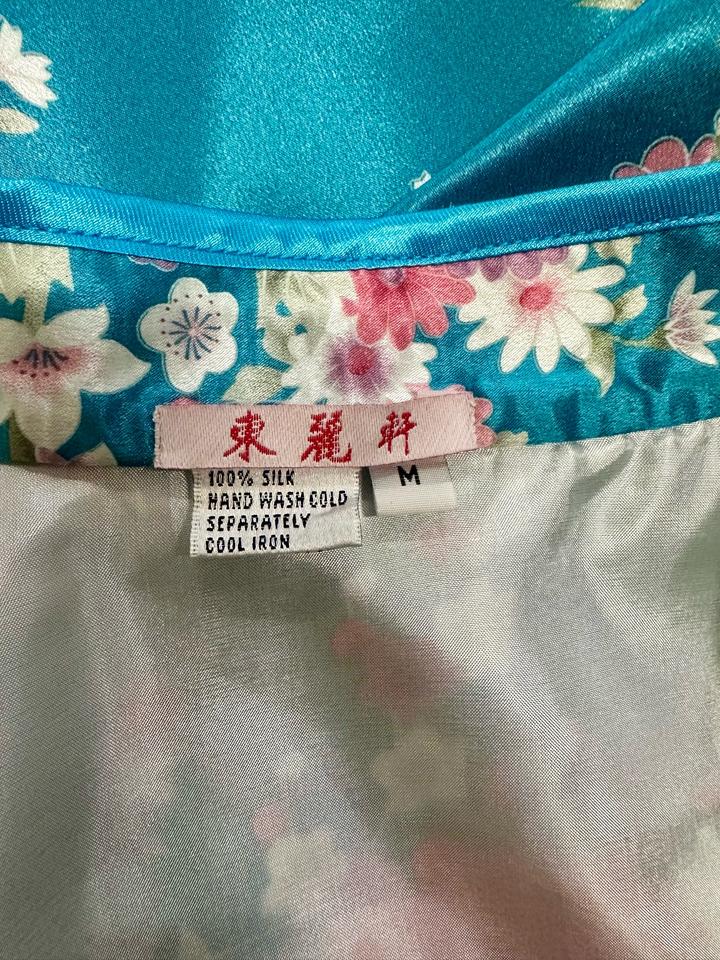 東麗軒
100% SILK
HAND WASH COLD
SEPARATELY
COOL IRON
M